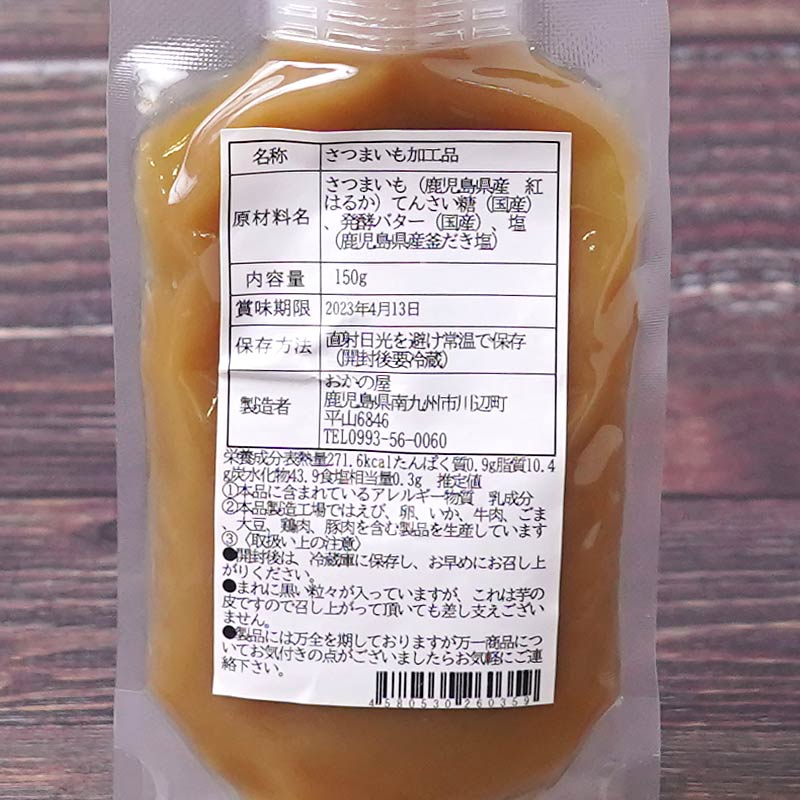 名称 さつまいも加工品
原材料名 さつまいも（鹿児島県産　紅
はるか）てんさい糖（国産）
、発酵バター（国産）、塩
（鹿児島県産釜だき塩）
内容量 150g
賞味期限 2023年4月13日
保存方法 直射日光を避け常温で保存
（開封後要冷蔵）
製造者 おかの屋
鹿児島県南九州市川辺町
平山6846
TEL0993-56-0060
栄養成分表熱量271.6kcalたんぱく質0.9g脂質10.4
g炭水化物43.9食塩相当量0.3g　推定値
①本品に含まれているアレルギー物質　乳成分
②本品製造工場ではえび、卵、いか、牛肉、ごま
、大豆、鶏肉、豚肉を含む製品を生産しています
③〈取扱い上の注意〉
●開封後は、冷蔵庫に保存し、お早めにお召し上
がりください。
●まれに黒い粒々が入っていますが、これは芋の
皮ですので召し上がって頂いても差し支えござい
ません。
●製品には万全を期しておりますが万一商品につ
いてお気付きの点がございましたらお気軽にご連
絡下さい。
4580530260359